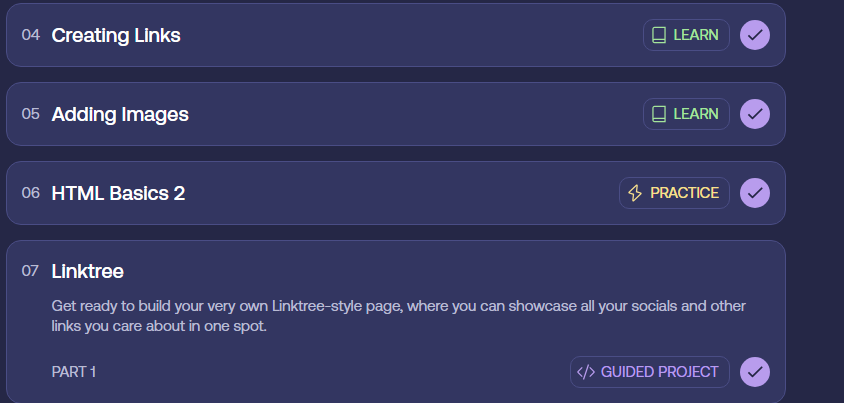 04 Creating Links LEARN
05 Adding Images LEARN
06 HTML Basics 2 PRACTICE
07 Linktree
Get ready to build your very own Linktree-style page, where you can showcase all your socials and other
links you care about in one spot.
PART 1 GUIDED PROJECT